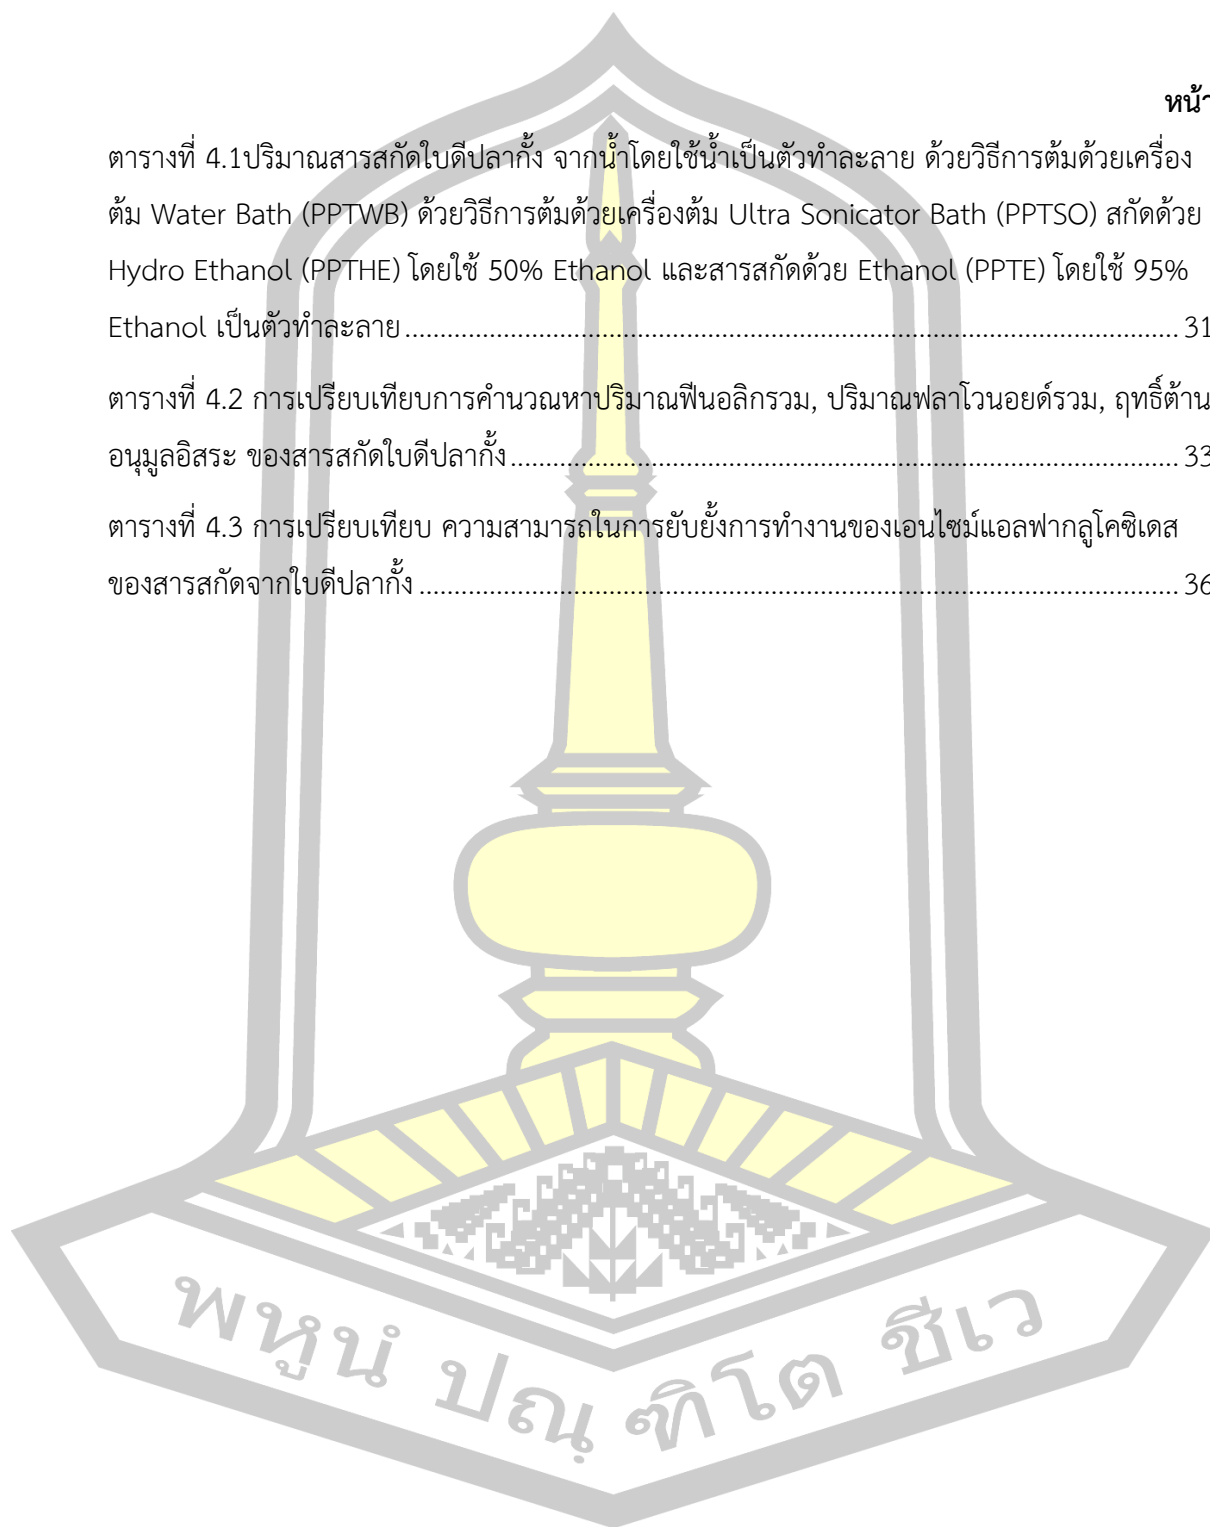 หน้า
ตารางที่ 4.1ปริมาณสารสกัดใบดีปลากั้ง จากน้ำโดยใช้น้ำเป็นตัวทำละลาย ด้วยวิธีการต้มด้วยเครื่อง
ต้ม Water Bath (PPTWB) ด้วยวิธีการต้มด้วยเครื่องต้ม Ultra Sonicator Bath (PPTSO) สกัดด้วย
Hydro Ethanol (PPTHE) โดยใช้ 50% Ethanol และสารสกัดด้วย Ethanol (PPTE) โดยใช้ 95%
Ethanol เป็นตัวทำละลาย............................................................................................................. 31
ตารางที่ 4.2 การเปรียบเทียบการคำนวณหาปริมาณฟีนอลิกรวม, ปริมาณฟลาโวนอยด์รวม, ฤทธิ์ต้าน
อนุมูลอิสระ ของสารสกัดใบดีปลากั้ง.............................................................................................. 33
ตารางที่ 4.3 การเปรียบเทียบ ความสามารถในการยับยั้งการทำงานของเอนไซม์แอลฟากลูโคซิเดส
ของสารสกัดจากใบดีปลากั้ง ........................................................................................................... 36
พหูนํ ปณฺฑิโต ชีเว